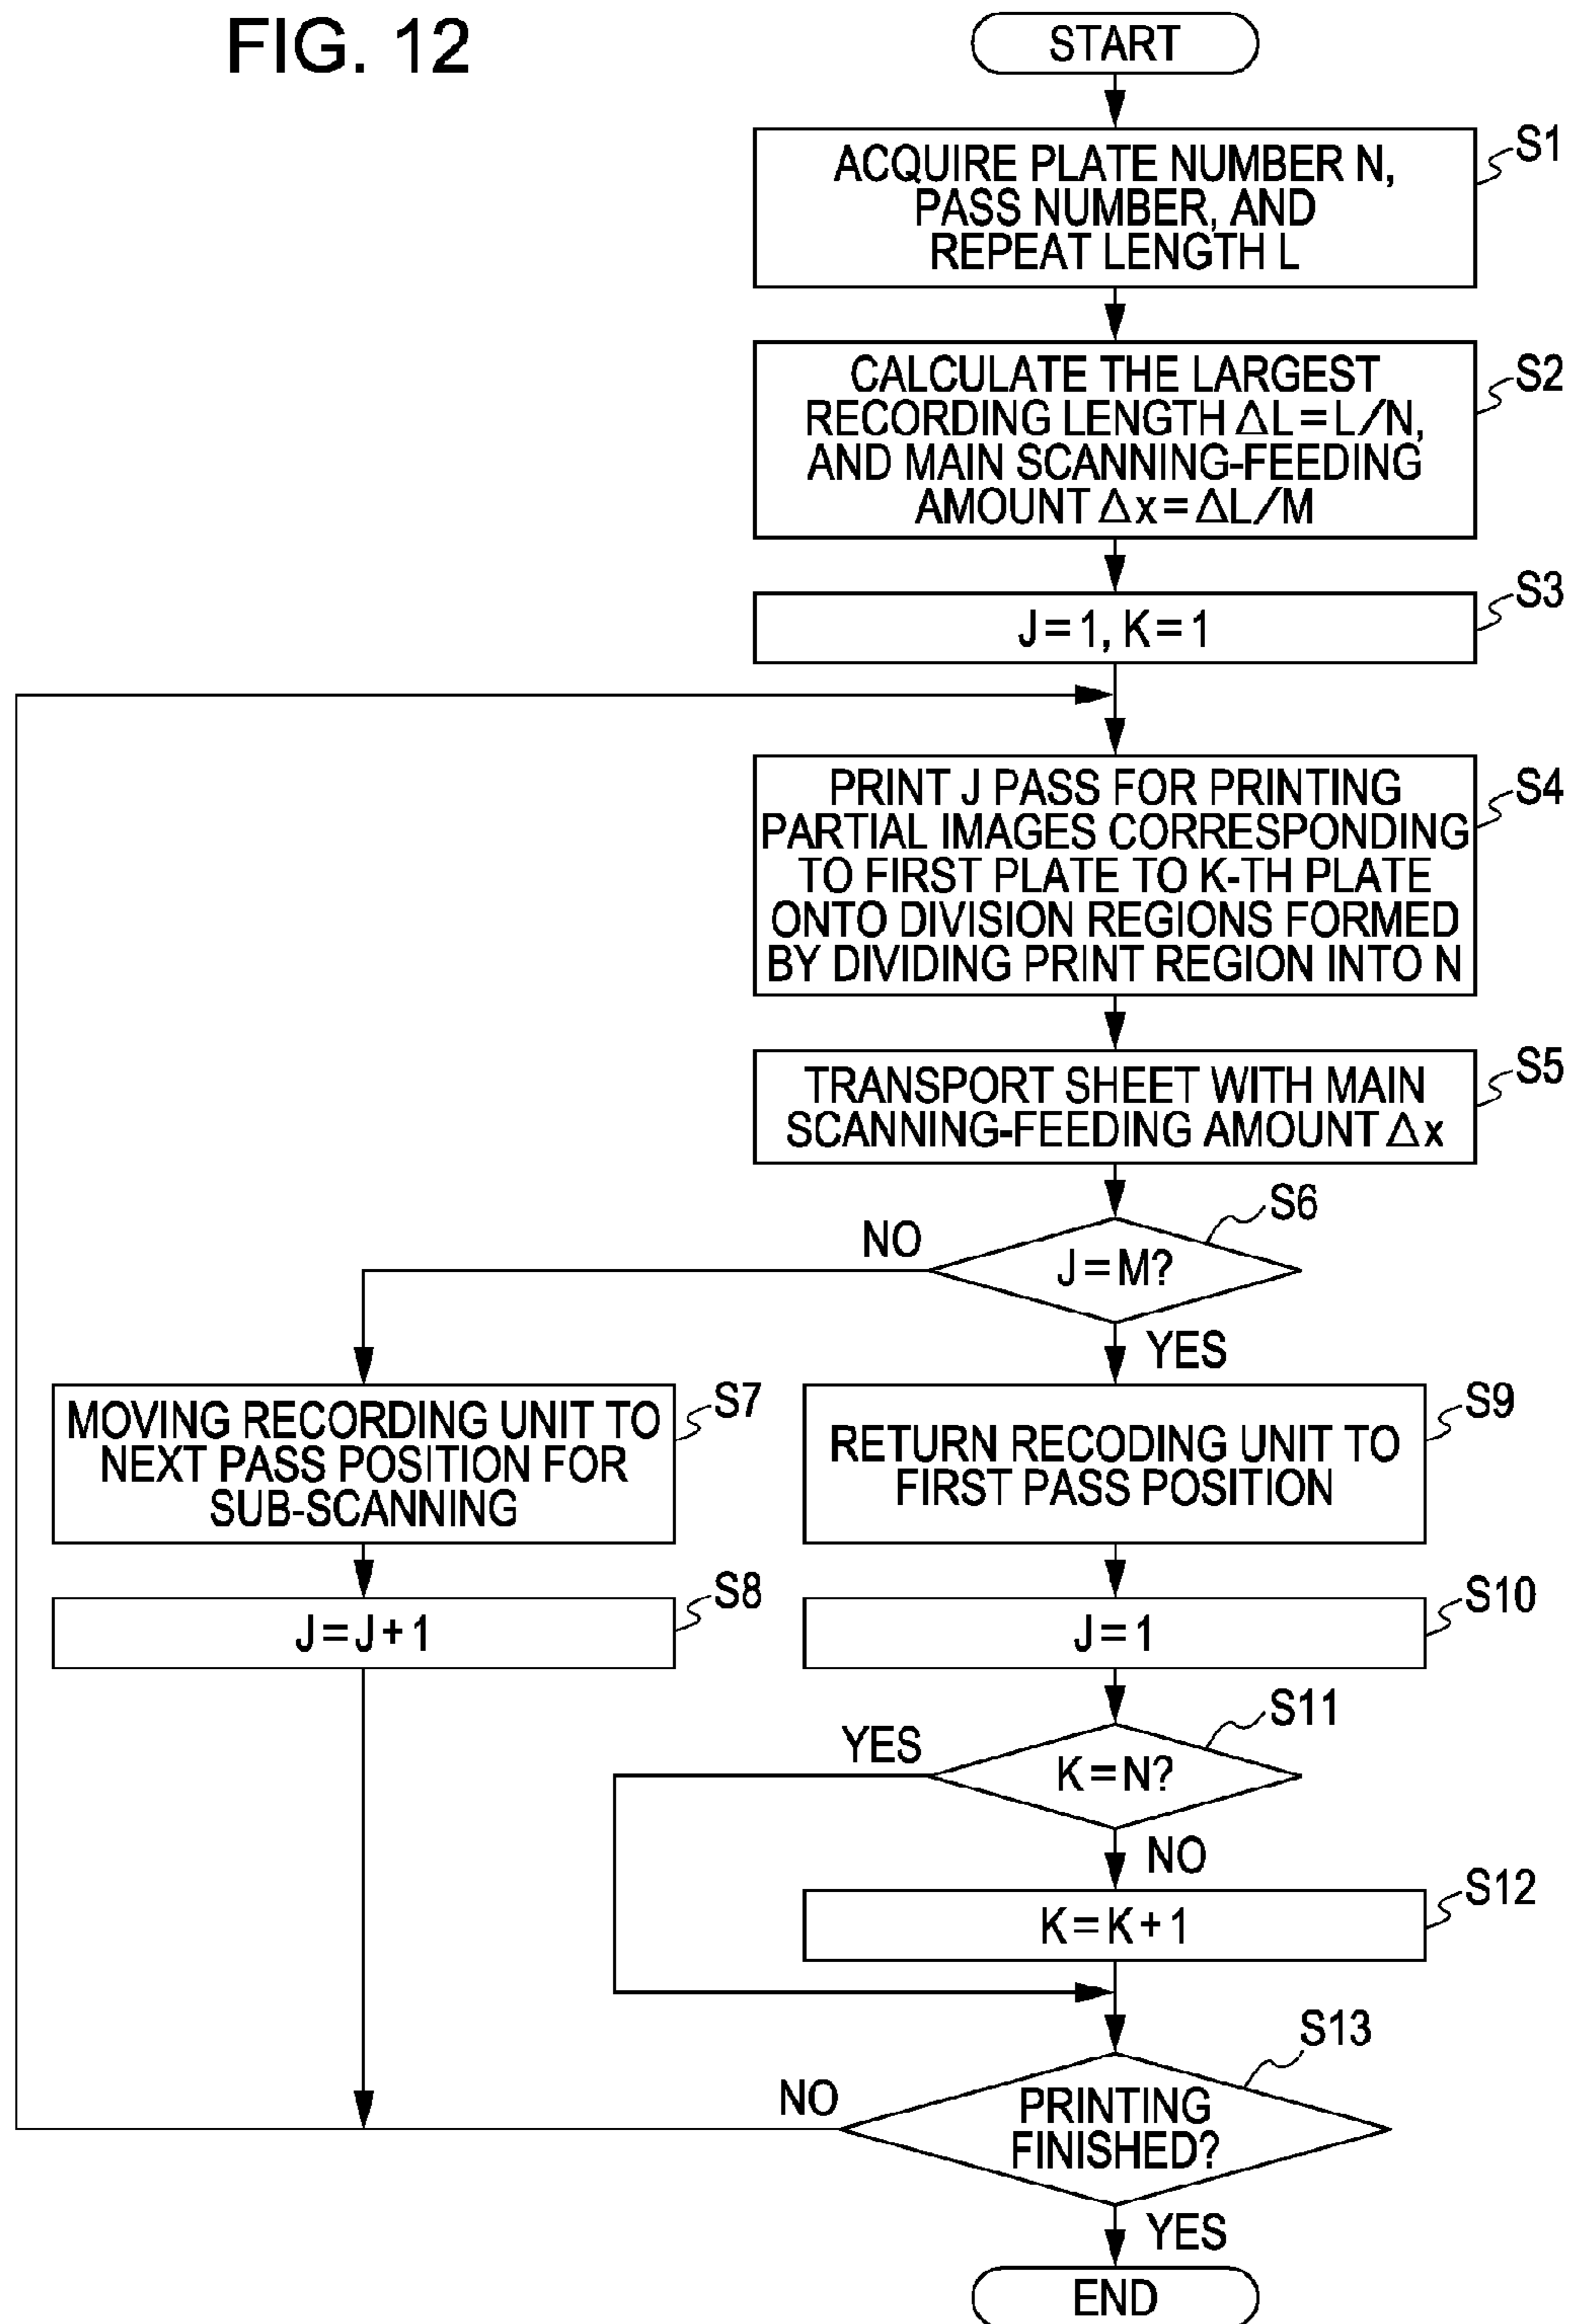 FIG. 12
START
ACQUIRE PLATE NUMBER N,
PASS NUMBER, AND
REPEAT LENGTH L
S1
CALCULATE THE LARGEST
RECORDING LENGTH ΔL=L/N,
AND MAIN SCANNING-FEEDING
AMOUNT Δx=ΔL/M
S2
J=1, K=1
S3
PRINT J PASS FOR PRINTING
PARTIAL IMAGES CORRESPONDING
TO FIRST PLATE TO K-TH PLATE
ONTO DIVISION REGIONS FORMED
BY DIVIDING PRINT REGION INTO N
S4
TRANSPORT SHEET WITH MAIN
SCANNING-FEEDING AMOUNT Δx
S5
J=M?
S6
NO
YES
MOVING RECORDING UNIT TO
NEXT PASS POSITION FOR
SUB-SCANNING
S7
RETURN RECODING UNIT TO
FIRST PASS POSITION
S9
J=J+1
S8
J=1
S10
K=N?
S11
YES
NO
K=K+1
S12
PRINTING
FINISHED?
S13
NO
YES
END